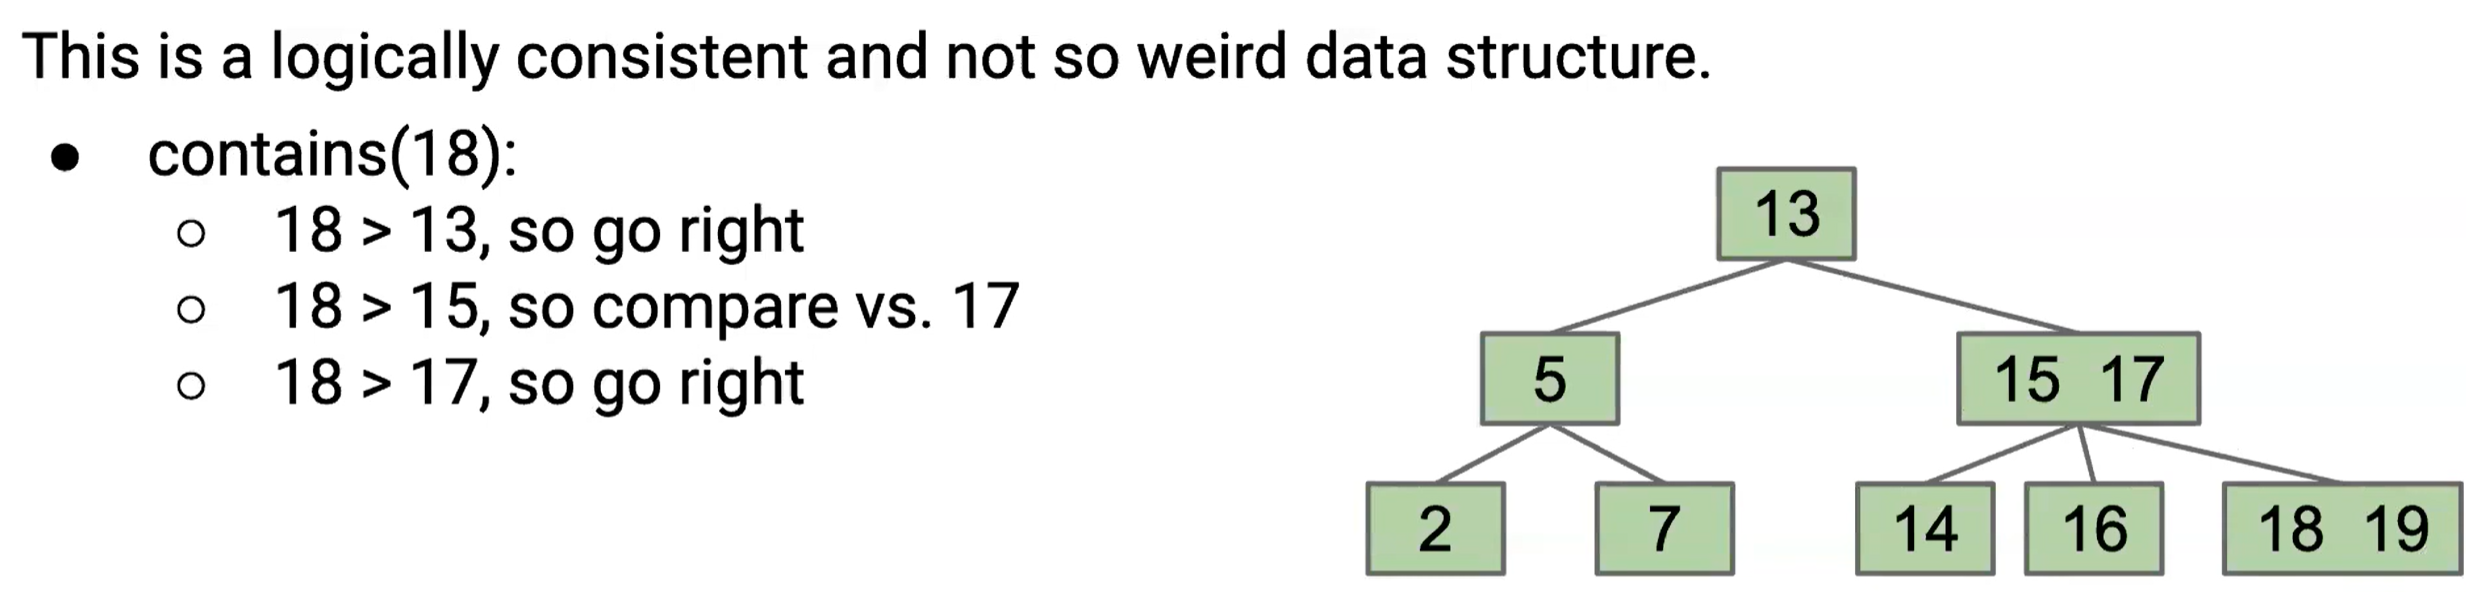 This is a logically consistent and not so weird data structure.
● contains(18):
○ 18 > 13, so go right
○ 18 > 15, so compare vs. 17
○ 18 > 17, so go right
13
5
15 17
2
7
14
16
18 19